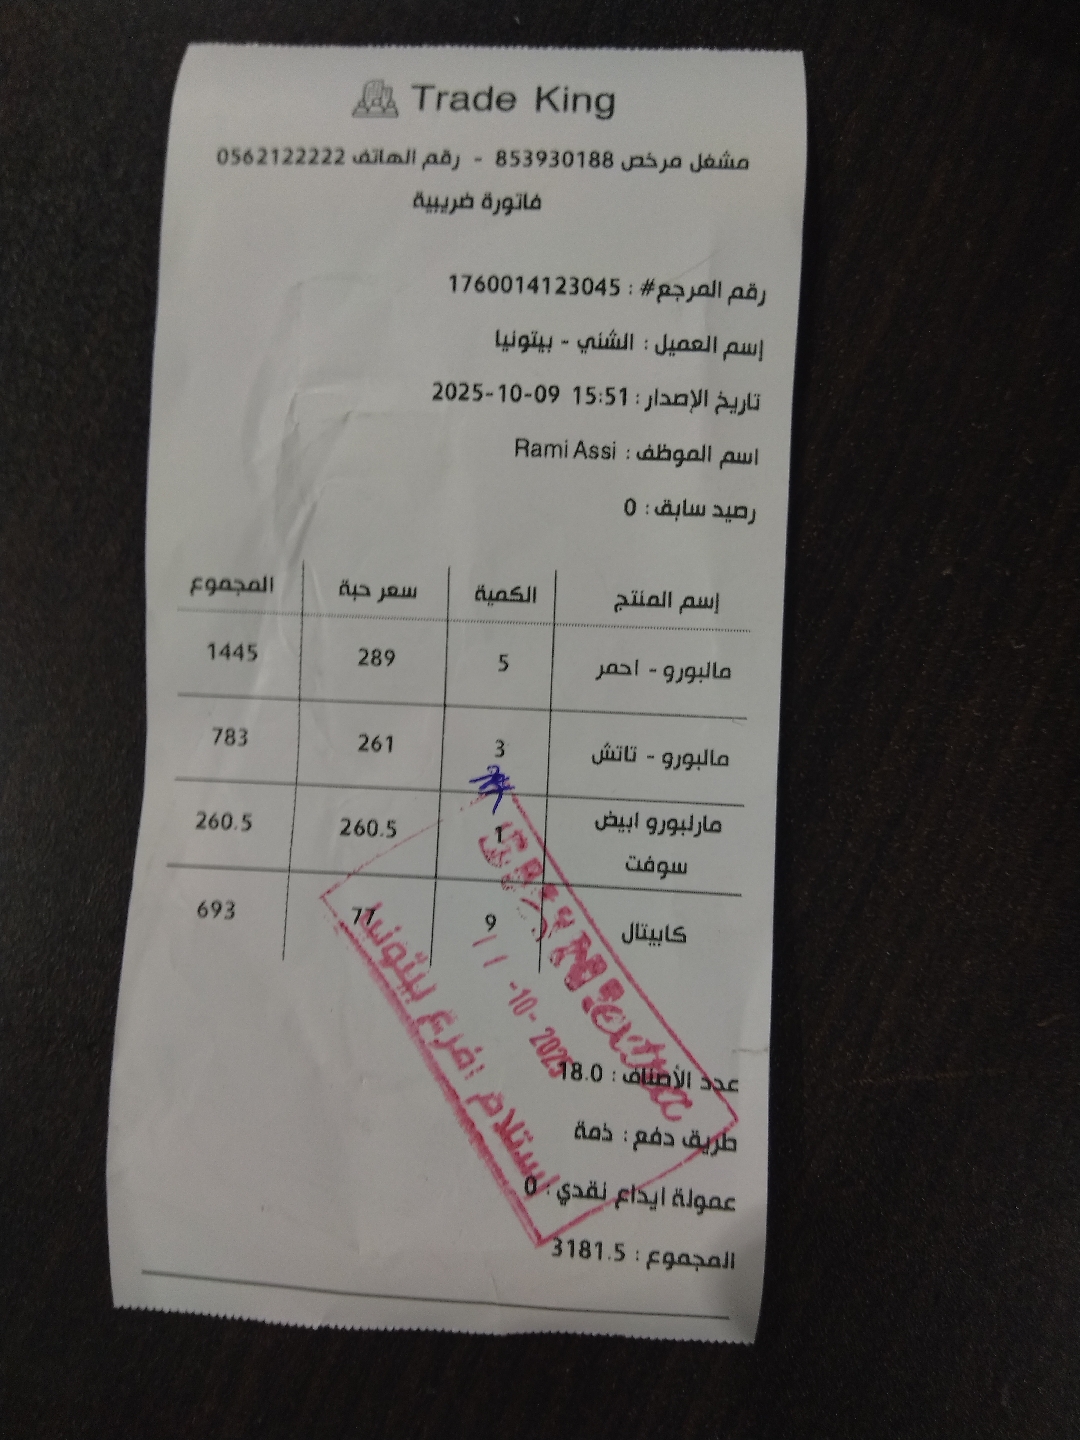 Trade King
مشغل مرخص 853930188 - رقم الهاتف 0562122222
فاتورة ضريبية
رقم المرجع# : 1760014123045
إسم العميل : الشني - بيتونيا
تاريخ الإصدار : 2025-10-09 15:51
اسم الموظف : Rami Assi
رصيد سابق : 0
إسم المنتج الكمية سعر حبة المجموع
مالبورو - احمر 5 289 1445
مالبورو - تاتش 3 261 783
مارلبورو ابيض سوفت 1 260.5 260.5
كابيتال 9 77 693
عدد الأصناف : 18.0
طريق دفع : ذمة
عمولة ايداع نقدي : 0
المجموع : 3181.5
-10- 2025
استلام افرع بيتونيا